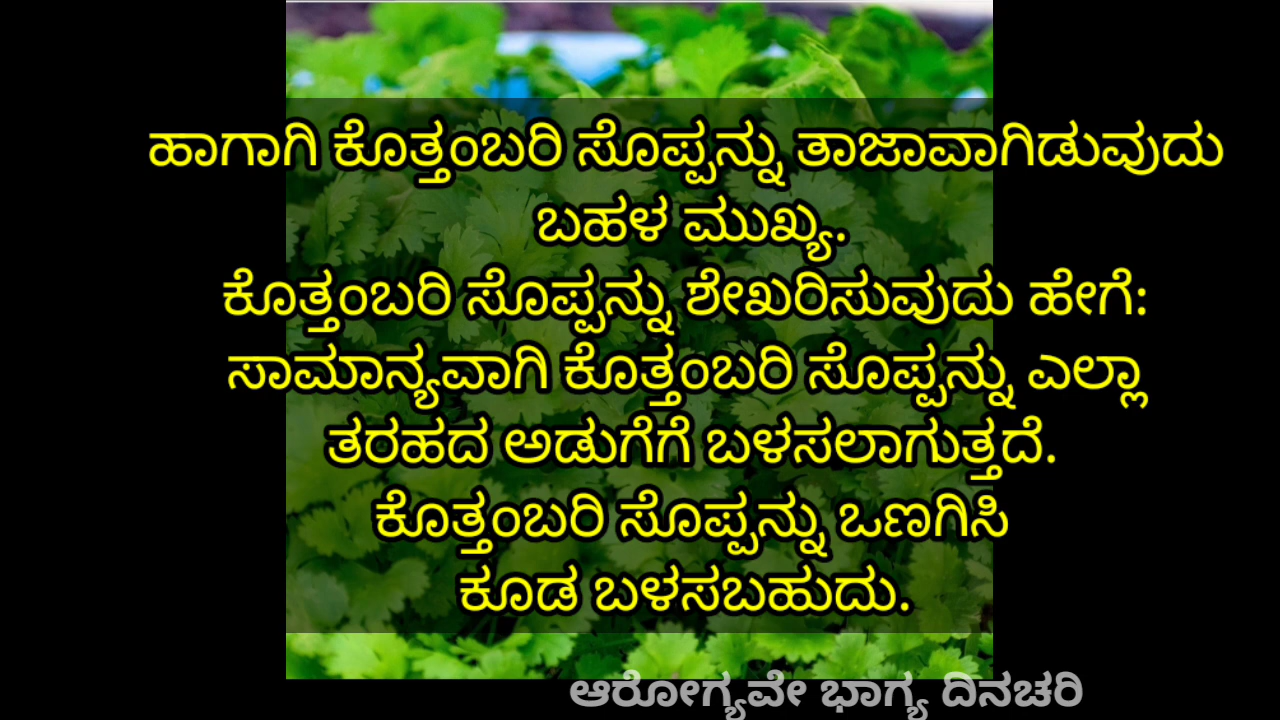 ಹಾಗಾಗಿ ಕೊತ್ತಂಬರಿ ಸೊಪ್ಪನ್ನು ತಾಜಾವಾಗಿಡುವುದು
ಬಹಳ ಮುಖ್ಯ.
ಕೊತ್ತಂಬರಿ ಸೊಪ್ಪನ್ನು ಶೇಖರಿಸುವುದು ಹೇಗೆ:
ಸಾಮಾನ್ಯವಾಗಿ ಕೊತ್ತಂಬರಿ ಸೊಪ್ಪನ್ನು ಎಲ್ಲಾ
ತರಹದ ಅಡುಗೆಗೆ ಬಳಸಲಾಗುತ್ತದೆ.
ಕೊತ್ತಂಬರಿ ಸೊಪ್ಪನ್ನು ಒಣಗಿಸಿ
ಕೂಡ ಬಳಸಬಹುದು.
ಆರೋಗ್ಯವೇ ಭಾಗ್ಯ ದಿನಚರಿ